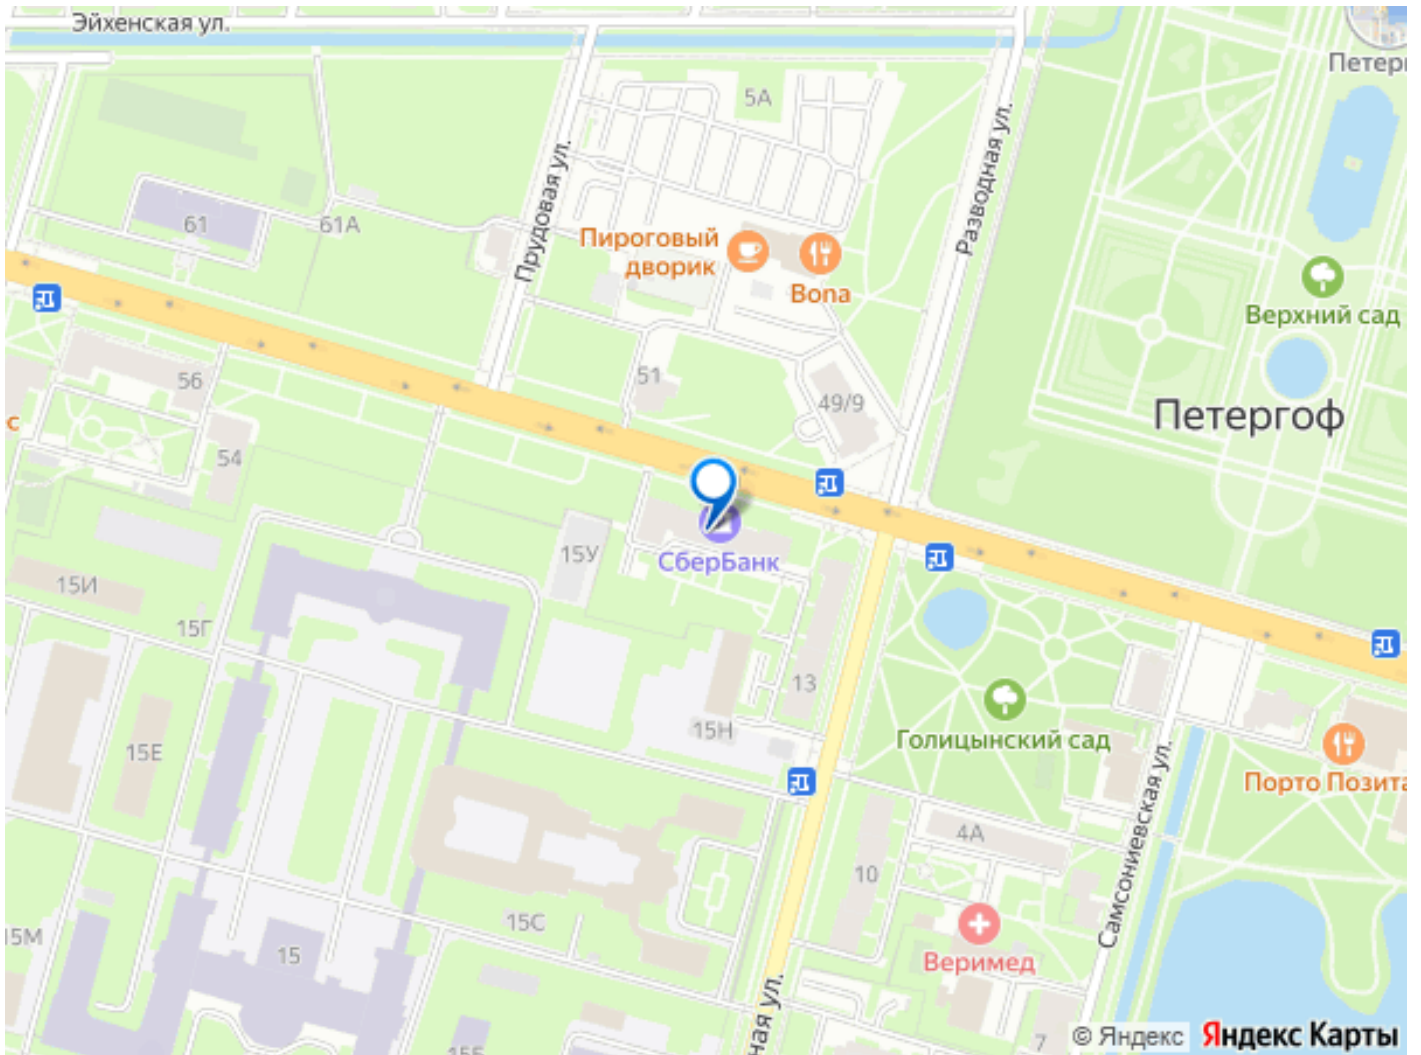 Эйхенская ул.
Петер
5А
Прудовая ул.
Разводная ул.
61
61А
Пироговый
дворик
Bona
Верхний сад
56
51
49/9
Петергоф
с
54
СберБанк
15У
15И
15Г
13
15Н
15Е
Голицынский сад
Порто Позита
Самсониевская ул.
4А
10
15С
15М
15
Веримед
ная ул.
7
© Яндекс
Яндекс Карты